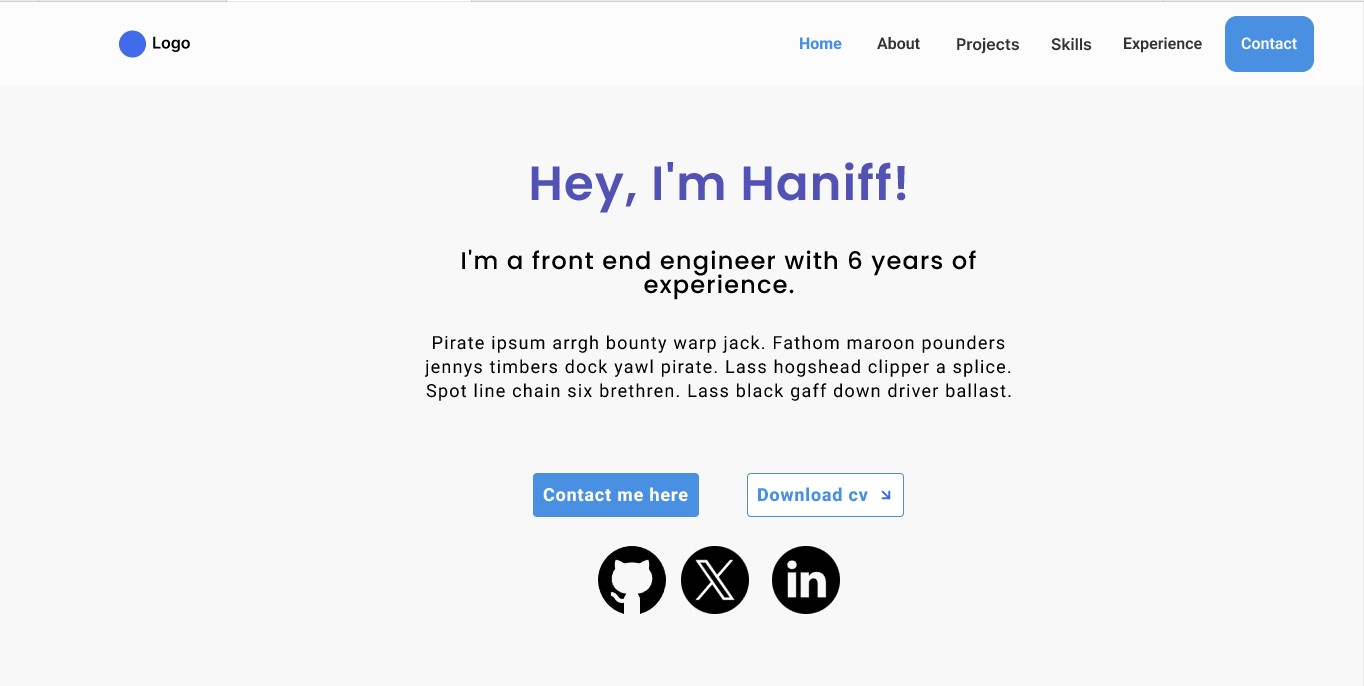 Logo
Home About Projects Skills Experience Contact
Hey, I'm Haniff!
I'm a front end engineer with 6 years of
experience.
Pirate ipsum arrgh bounty warp jack. Fathom maroon pounders
jennys timbers dock yawl pirate. Lass hogshead clipper a splice.
Spot line chain six brethren. Lass black gaff down driver ballast.
Contact me here
Download cv
X
in